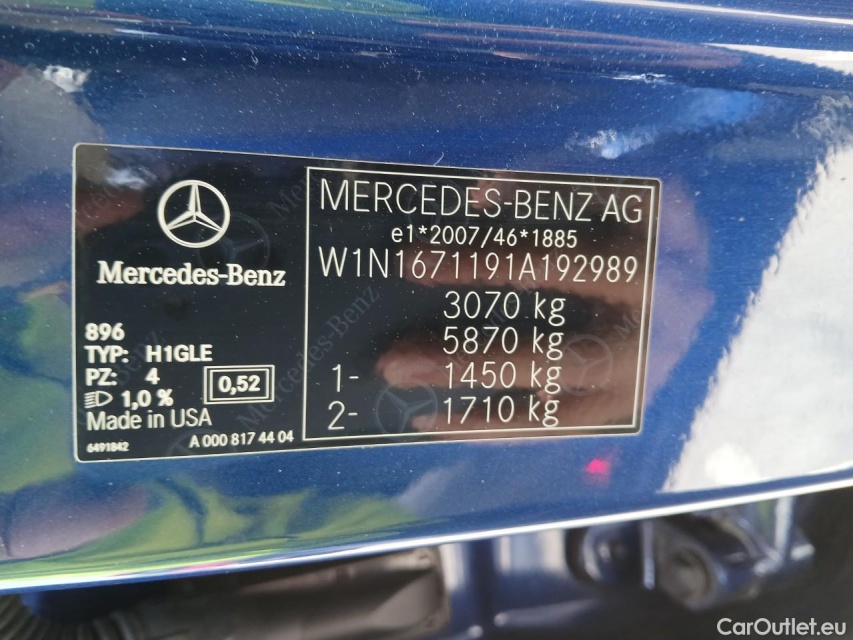 Mercedes-Benz
896
TYP: H1GLE
PZ: 4
1,0 %
0,52
Made in USA
6491842
A 000 817 44 04
MERCEDES-BENZ AG
e1*2007/46*1885
W1N1671191A192989
3070 kg
5870 kg
1- 1450 kg
2- 1710 kg
CarOutlet.eu